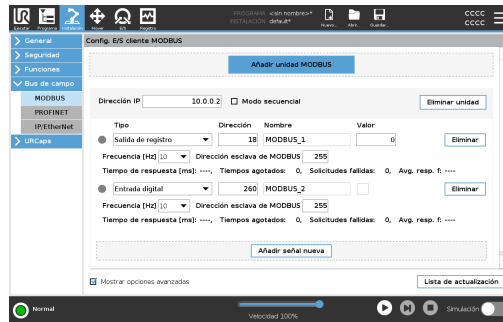 PROGRAMA <sin nombres>*
INSTALACIÓN default*
CCCC
CCCC
Ejecutar Programa Instalación Mover E/S Registro Nuevo... Abrir... Guardar...
General
Seguridad
Funciones
Bus de campo
MODBUS
PROFINET
IP/EtherNet
URCaps
Config. E/S cliente MODBUS
Añadir unidad MODBUS
Dirección IP 10.0.0.2 Modo secuencial Eliminar unidad
Tipo Dirección Nombre Valor
Salida de registro 18 MODBUS_1 0 Eliminar
Frecuencia [Hz] 10 Dirección esclava de MODBUS 255
Tiempo de respuesta [ms]: ----, Tiempos agotados: 0, Solicitudes fallidas: 0, Avg. resp. f: ----
Entrada digital 260 MODBUS_2 Eliminar
Frecuencia [Hz] 10 Dirección esclava de MODBUS 255
Tiempo de respuesta [ms]: ----, Tiempos agotados: 0, Solicitudes fallidas: 0, Avg. resp. f: ----
Añadir señal nueva
Mostrar opciones avanzadas Lista de actualización
Normal Velocidad 100% Simulación